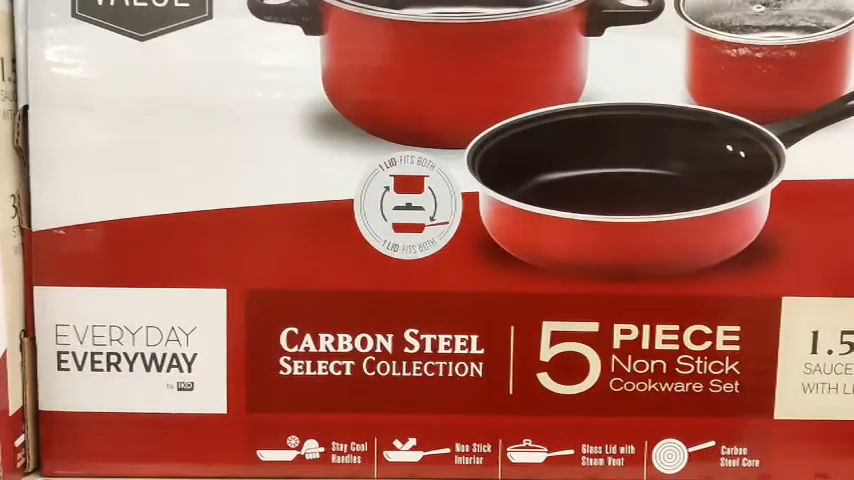 VALUE
1 LID-FITS BOTH
1 LID-FITS BOTH
EVERYDAY
EVERYWAY
by IKO
CARBON STEEL
SELECT COLLECTION
5 PIECE
Non Stick
Cookware Set
1.5
SAUCE
WITH L
Stay Cool
Handles
Non Stick
Interior
Glass Lid with
Steam Vent
Carbon
Steel Core